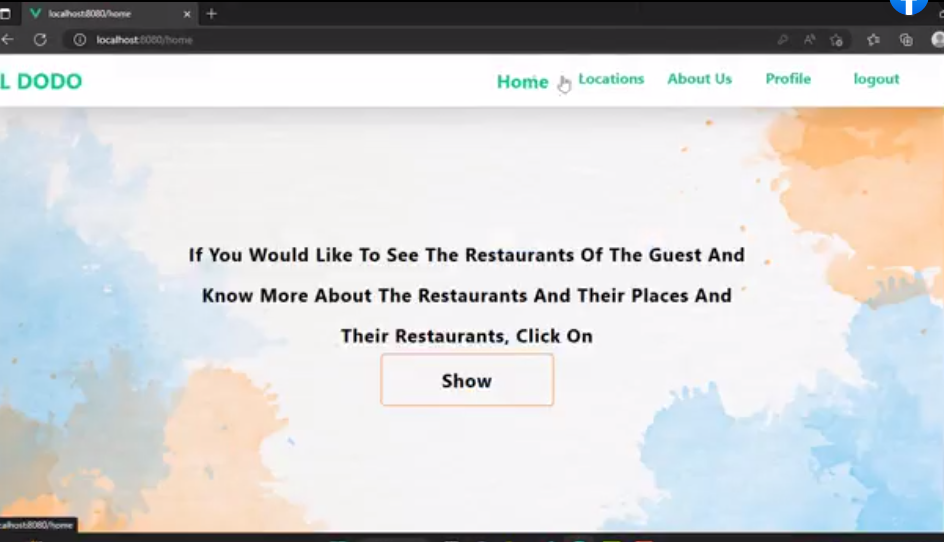 localhost:8080/home
localhost:8080/home
L DODO
Home
Locations
About Us
Profile
logout
If You Would Like To See The Restaurants Of The Guest And
Know More About The Restaurants And Their Places And
Their Restaurants, Click On
Show
calhost:8080/home